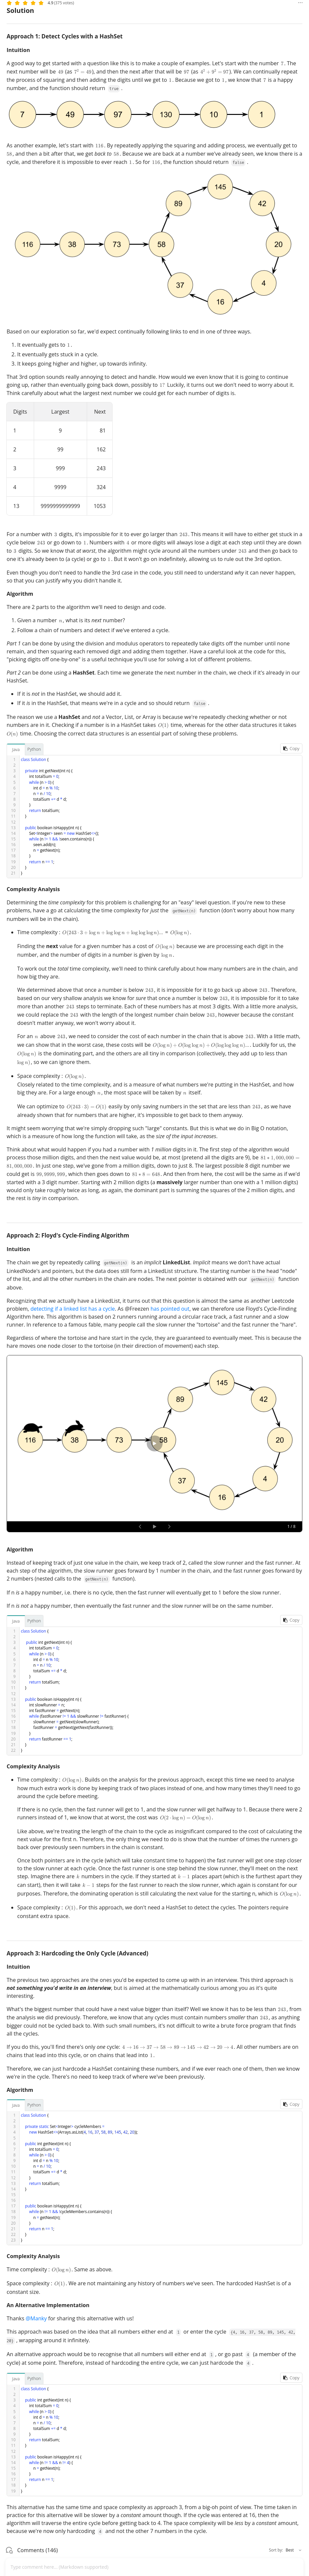 4.9 (375 votes)
Solution
Approach 1: Detect Cycles with a HashSet
Intuition
A good way to get started with a question like this is to make a couple of examples. Let's start with the number 7. The
next number will be 49 (as 7² = 49), and then the next after that will be 97 (as 4² + 9² = 97). We can continually repeat
the process of squaring and then adding the digits until we get to 1. Because we got to 1, we know that 7 is a happy
number, and the function should return true .
7 49 97 130 10 1
As another example, let's start with 116. By repeatedly applying the squaring and adding process, we eventually get to
58, and then a bit after that, we get back to 58. Because we are back at a number we've already seen, we know there is
a cycle, and therefore it is impossible to ever reach 1. So for 116, the function should return false .
145
89 42
116 38 73 58 20
37 4
16
Based on our exploration so far, we'd expect continually following links to end in one of three ways.
1. It eventually gets to 1.
2. It eventually gets stuck in a cycle.
3. It keeps going higher and higher, up towards infinity.
That 3rd option sounds really annoying to detect and handle. How would we even know that it is going to continue
going up, rather than eventually going back down, possibly to 1? Luckily, it turns out we don't need to worry about it.
Think carefully about what the largest next number we could get for each number of digits is.
Digits Largest Next
1 9 81
2 99 162
3 999 243
4 9999 324
13 9999999999999 1053
For a number with 3 digits, it's impossible for it to ever go larger than 243. This means it will have to either get stuck in a
cycle below 243 or go down to 1. Numbers with 4 or more digits will always lose a digit at each step until they are down
to 3 digits. So we know that at worst, the algorithm might cycle around all the numbers under 243 and then go back to
one it's already been to (a cycle) or go to 1. But it won't go on indefinitely, allowing us to rule out the 3rd option.
Even though you don't need to handle the 3rd case in the code, you still need to understand why it can never happen,
so that you can justify why you didn't handle it.
Algorithm
There are 2 parts to the algorithm we'll need to design and code.
1. Given a number n, what is its next number?
2. Follow a chain of numbers and detect if we've entered a cycle.
Part 1 can be done by using the division and modulus operators to repeatedly take digits off the number until none
remain, and then squaring each removed digit and adding them together. Have a careful look at the code for this,
"picking digits off one-by-one" is a useful technique you'll use for solving a lot of different problems.
Part 2 can be done using a HashSet. Each time we generate the next number in the chain, we check if it's already in our
HashSet.
If it is not in the HashSet, we should add it.
If it is in the HashSet, that means we're in a cycle and so should return false .
The reason we use a HashSet and not a Vector, List, or Array is because we're repeatedly checking whether or not
numbers are in it. Checking if a number is in a HashSet takes O(1) time, whereas for the other data structures it takes
O(n) time. Choosing the correct data structures is an essential part of solving these problems.
Java Python Copy
1 class Solution {
2
3 private int getNext(int n) {
4 int totalSum = 0;
5 while (n > 0) {
6 int d = n % 10;
7 n = n / 10;
8 totalSum += d * d;
9 }
10 return totalSum;
11 }
12
13 public boolean isHappy(int n) {
14 Set<Integer> seen = new HashSet<>();
15 while (n != 1 && !seen.contains(n)) {
16 seen.add(n);
17 n = getNext(n);
18 }
19 return n == 1;
20 }
21 }
Complexity Analysis
Determining the time complexity for this problem is challenging for an "easy" level question. If you're new to these
problems, have a go at calculating the time complexity for just the getNext(n) function (don't worry about how many
numbers will be in the chain).
Time complexity : O(243 · 3 + log n + log log n + log log log n)... = O(log n).
Finding the next value for a given number has a cost of O(log n) because we are processing each digit in the
number, and the number of digits in a number is given by log n.
To work out the total time complexity, we'll need to think carefully about how many numbers are in the chain, and
how big they are.
We determined above that once a number is below 243, it is impossible for it to go back up above 243. Therefore,
based on our very shallow analysis we know for sure that once a number is below 243, it is impossible for it to take
more than another 243 steps to terminate. Each of these numbers has at most 3 digits. With a little more analysis,
we could replace the 243 with the length of the longest number chain below 243, however because the constant
doesn't matter anyway, we won't worry about it.
For an n above 243, we need to consider the cost of each number in the chain that is above 243. With a little math,
we can show that in the worst case, these costs will be O(log n) + O(log log n) + O(log log log n).... Luckily for us, the
O(log n) is the dominating part, and the others are all tiny in comparison (collectively, they add up to less than
log n), so we can ignore them.
Space complexity : O(log n).
Closely related to the time complexity, and is a measure of what numbers we're putting in the HashSet, and how
big they are. For a large enough n, the most space will be taken by n itself.
We can optimize to O(243 · 3) = O(1) easily by only saving numbers in the set that are less than 243, as we have
already shown that for numbers that are higher, it's impossible to get back to them anyway.
It might seem worrying that we're simply dropping such "large" constants. But this is what we do in Big O notation,
which is a measure of how long the function will take, as the size of the input increases.
Think about what would happen if you had a number with 1 million digits in it. The first step of the algorithm would
process those million digits, and then the next value would be, at most (pretend all the digits are 9), be 81 * 1,000,000 =
81,000,000. In just one step, we've gone from a million digits, down to just 8. The largest possible 8 digit number we
could get is 99,999,999, which then goes down to 81 * 8 = 648. And then from here, the cost will be the same as if we'd
started with a 3 digit number. Starting with 2 million digits (a massively larger number than one with a 1 million digits)
would only take roughly twice as long, as again, the dominant part is summing the squares of the 2 million digits, and
the rest is tiny in comparison.
Approach 2: Floyd's Cycle-Finding Algorithm
Intuition
The chain we get by repeatedly calling getNext(n) is an implicit LinkedList. Implicit means we don't have actual
LinkedNode's and pointers, but the data does still form a LinkedList structure. The starting number is the head "node"
of the list, and all the other numbers in the chain are nodes. The next pointer is obtained with our getNext(n) function
above.
Recognizing that we actually have a LinkedList, it turns out that this question is almost the same as another Leetcode
problem, detecting if a linked list has a cycle. As @Freezen has pointed out, we can therefore use Floyd's Cycle-Finding
Algorithm here. This algorithm is based on 2 runners running around a circular race track, a fast runner and a slow
runner. In reference to a famous fable, many people call the slow runner the "tortoise" and the fast runner the "hare".
Regardless of where the tortoise and hare start in the cycle, they are guaranteed to eventually meet. This is because the
hare moves one node closer to the tortoise (in their direction of movement) each step.
145
89 42
116 38 73 58 20
37 4
16
1 / 8
Algorithm
Instead of keeping track of just one value in the chain, we keep track of 2, called the slow runner and the fast runner. At
each step of the algorithm, the slow runner goes forward by 1 number in the chain, and the fast runner goes forward by
2 numbers (nested calls to the getNext(n) function).
If n is a happy number, i.e. there is no cycle, then the fast runner will eventually get to 1 before the slow runner.
If n is not a happy number, then eventually the fast runner and the slow runner will be on the same number.
Java Python Copy
1 class Solution {
2
3 public int getNext(int n) {
4 int totalSum = 0;
5 while (n > 0) {
6 int d = n % 10;
7 n = n / 10;
8 totalSum += d * d;
9 }
10 return totalSum;
11 }
12
13 public boolean isHappy(int n) {
14 int slowRunner = n;
15 int fastRunner = getNext(n);
16 while (fastRunner != 1 && slowRunner != fastRunner) {
17 slowRunner = getNext(slowRunner);
18 fastRunner = getNext(getNext(fastRunner));
19 }
20 return fastRunner == 1;
21 }
22 }
Complexity Analysis
Time complexity : O(log n). Builds on the analysis for the previous approach, except this time we need to analyse
how much extra work is done by keeping track of two places instead of one, and how many times they'll need to go
around the cycle before meeting.
If there is no cycle, then the fast runner will get to 1, and the slow runner will get halfway to 1. Because there were 2
runners instead of 1, we know that at worst, the cost was O(2 · log n) = O(log n).
Like above, we're treating the length of the chain to the cycle as insignificant compared to the cost of calculating the
next value for the first n. Therefore, the only thing we need to do is show that the number of times the runners go
back over previously seen numbers in the chain is constant.
Once both pointers are in the cycle (which will take constant time to happen) the fast runner will get one step closer
to the slow runner at each cycle. Once the fast runner is one step behind the slow runner, they'll meet on the next
step. Imagine there are k numbers in the cycle. If they started at k − 1 places apart (which is the furthest apart they
can start), then it will take k − 1 steps for the fast runner to reach the slow runner, which again is constant for our
purposes. Therefore, the dominating operation is still calculating the next value for the starting n, which is O(log n).
Space complexity : O(1). For this approach, we don't need a HashSet to detect the cycles. The pointers require
constant extra space.
Approach 3: Hardcoding the Only Cycle (Advanced)
Intuition
The previous two approaches are the ones you'd be expected to come up with in an interview. This third approach is
not something you'd write in an interview, but is aimed at the mathematically curious among you as it's quite
interesting.
What's the biggest number that could have a next value bigger than itself? Well we know it has to be less than 243, from
the analysis we did previously. Therefore, we know that any cycles must contain numbers smaller than 243, as anything
bigger could not be cycled back to. With such small numbers, it's not difficult to write a brute force program that finds
all the cycles.
If you do this, you'll find there's only one cycle: 4 → 16 → 37 → 58 → 89 → 145 → 42 → 20 → 4. All other numbers are on
chains that lead into this cycle, or on chains that lead into 1.
Therefore, we can just hardcode a HashSet containing these numbers, and if we ever reach one of them, then we know
we're in the cycle. There's no need to keep track of where we've been previously.
Algorithm
Java Python Copy
1 class Solution {
2
3 private static Set<Integer> cycleMembers =
4 new HashSet<>(Arrays.asList(4, 16, 37, 58, 89, 145, 42, 20));
5
6 public int getNext(int n) {
7 int totalSum = 0;
8 while (n > 0) {
9 int d = n % 10;
10 n = n / 10;
11 totalSum += d * d;
12 }
13 return totalSum;
14 }
15
16
17 public boolean isHappy(int n) {
18 while (n != 1 && !cycleMembers.contains(n)) {
19 n = getNext(n);
20 }
21 return n == 1;
22 }
23 }
Complexity Analysis
Time complexity : O(log n). Same as above.
Space complexity : O(1). We are not maintaining any history of numbers we've seen. The hardcoded HashSet is of a
constant size.
An Alternative Implementation
Thanks @Manky for sharing this alternative with us!
This approach was based on the idea that all numbers either end at 1 or enter the cycle {4, 16, 37, 58, 89, 145, 42,
20} , wrapping around it infinitely.
An alternative approach would be to recognise that all numbers will either end at 1 , or go past 4 (a member of the
cycle) at some point. Therefore, instead of hardcoding the entire cycle, we can just hardcode the 4 .
Java Python Copy
1 class Solution {
2
3 public int getNext(int n) {
4 int totalSum = 0;
5 while (n > 0) {
6 int d = n % 10;
7 n = n / 10;
8 totalSum += d * d;
9 }
10 return totalSum;
11 }
12
13 public boolean isHappy(int n) {
14 while (n != 1 && n != 4) {
15 n = getNext(n);
16 }
17 return n == 1;
18 }
19 }
This alternative has the same time and space complexity as approach 3, from a big-oh point of view. The time taken in
practice for this alternative will be slower by a constant amount though. If the cycle was entered at 16, then the
algorithm will traverse the entire cycle before getting back to 4. The space complexity will be less by a constant amount,
because we're now only hardcoding 4 and not the other 7 numbers in the cycle.
Comments (146) Sort by: Best
Type comment here... (Markdown supported)